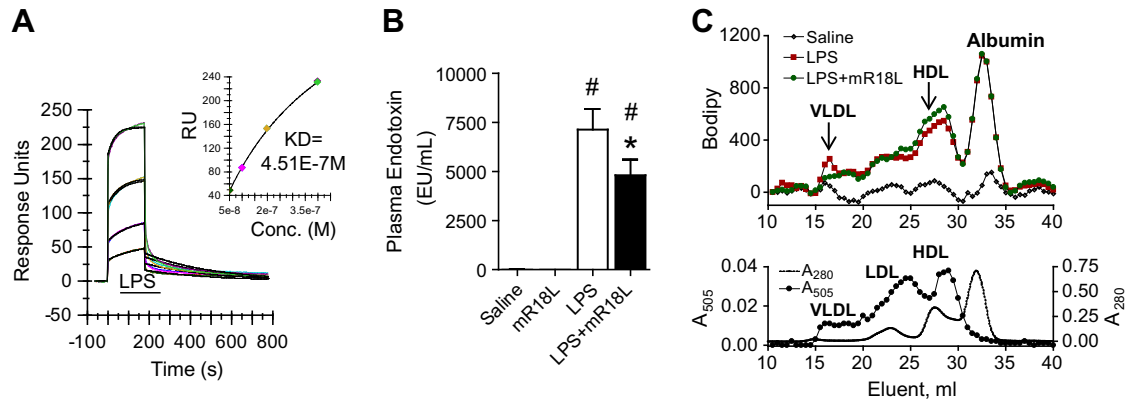 A
Response Units
250
200
150
100
50
0
-50
-100 0 200 400 600 800
Time (s)
LPS
RU
240
200
160
120
80
40
5e-8 2e-7 3.5e-7
Conc. (M)
KD=
4.51E-7M
B
Plasma Endotoxin
(EU/mL)
10000
7500
5000
2500
0
#
#
*
Saline
mR18L
LPS
LPS+mR18L
C
Bodipy
1200
800
400
0
Saline
LPS
LPS+mR18L
VLDL
HDL
Albumin
10 15 20 25 30 35 40
A505
0.04
0.02
0.00
A280
A505
VLDL
LDL
HDL
0.75
0.50
0.25
0.00
A280
10 15 20 25 30 35 40
Eluent, ml